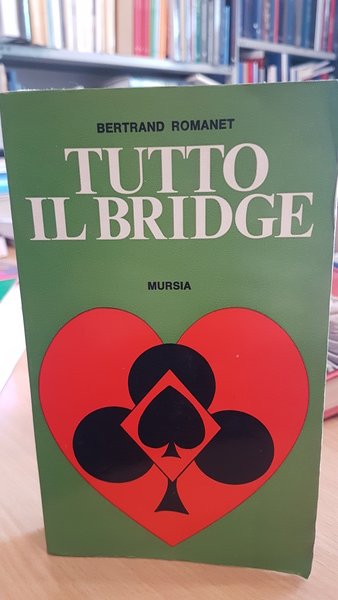 BERTRAND ROMANET
TUTTO
IL BRIDGE
MURSIA